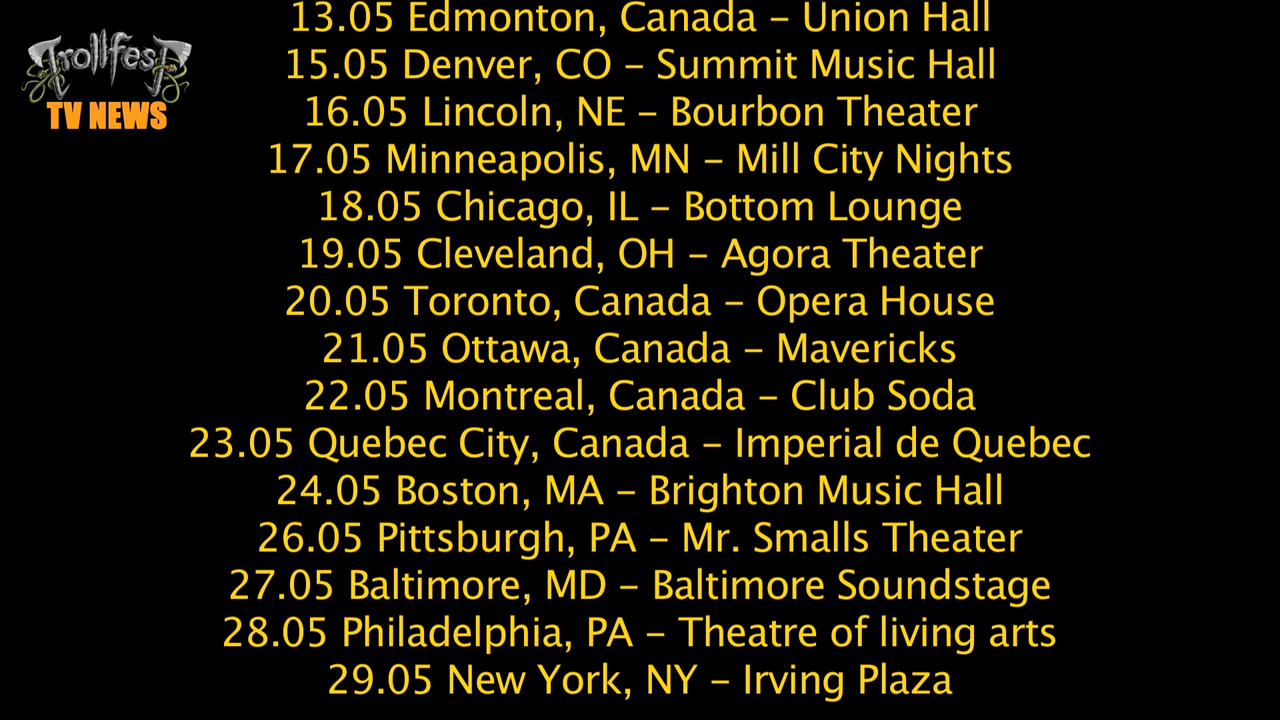 Trollfest
TV NEWS
13.05 Edmonton, Canada – Union Hall
15.05 Denver, CO – Summit Music Hall
16.05 Lincoln, NE – Bourbon Theater
17.05 Minneapolis, MN – Mill City Nights
18.05 Chicago, IL – Bottom Lounge
19.05 Cleveland, OH – Agora Theater
20.05 Toronto, Canada – Opera House
21.05 Ottawa, Canada – Mavericks
22.05 Montreal, Canada – Club Soda
23.05 Quebec City, Canada – Imperial de Quebec
24.05 Boston, MA – Brighton Music Hall
26.05 Pittsburgh, PA – Mr. Smalls Theater
27.05 Baltimore, MD – Baltimore Soundstage
28.05 Philadelphia, PA – Theatre of living arts
29.05 New York, NY – Irving Plaza